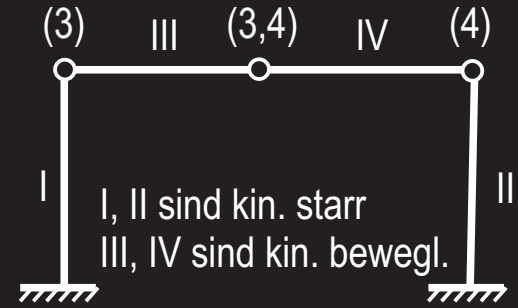 (3) III (3,4) IV (4)
I
II
I, II sind kin. starr
III, IV sind kin. bewegl.